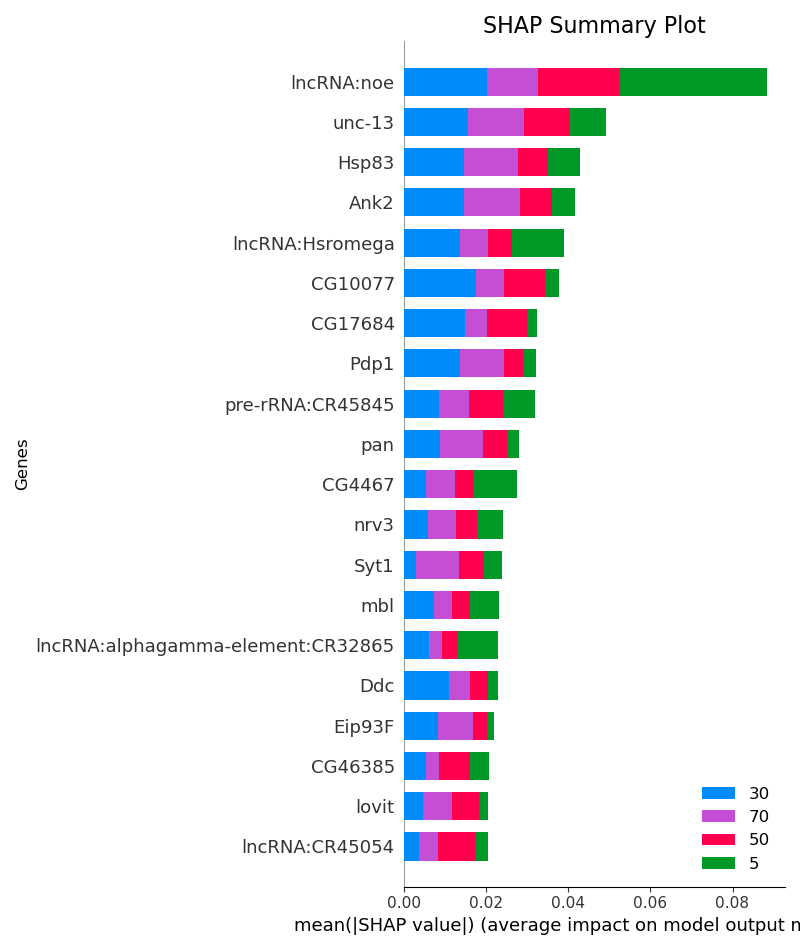 SHAP Summary Plot
Genes
lncRNA:noe
unc-13
Hsp83
Ank2
lncRNA:Hsromega
CG10077
CG17684
Pdp1
pre-rRNA:CR45845
pan
CG4467
nrv3
Syt1
mbl
lncRNA:alphagamma-element:CR32865
Ddc
Eip93F
CG46385
lovit
lncRNA:CR45054
30
70
50
5
0.00 0.02 0.04 0.06 0.08
mean(|SHAP value|) (average impact on model output n